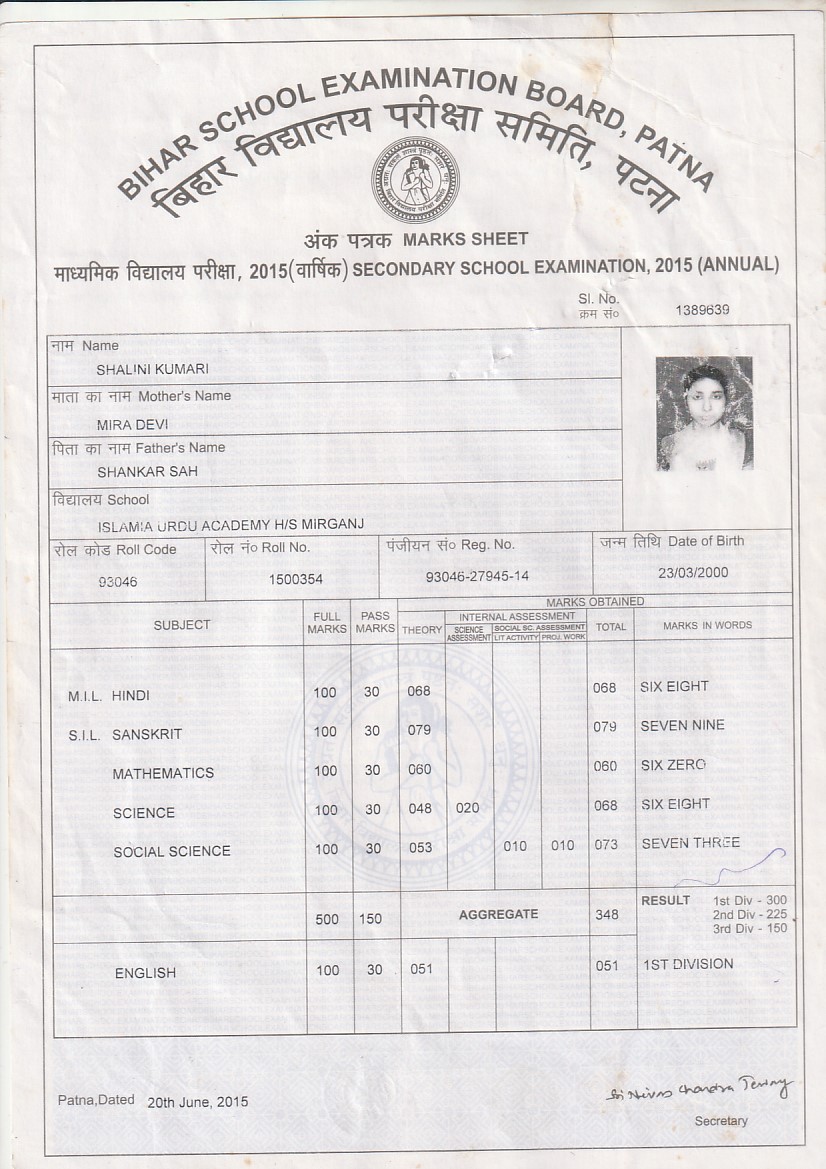 BIHAR SCHOOL EXAMINATION BOARD, PATNA
बिहार विद्यालय परीक्षा समिति, पटना
अंक पत्रक MARKS SHEET
माध्यमिक विद्यालय परीक्षा, 2015(वार्षिक) SECONDARY SCHOOL EXAMINATION, 2015 (ANNUAL)
Sl. No.
क्रम सं० 1389639
नाम Name
SHALINI KUMARI
माता का नाम Mother's Name
MIRA DEVI
पिता का नाम Father's Name
SHANKAR SAH
विद्यालय School
ISLAMIA URDU ACADEMY H/S MIRGANJ
रोल कोड Roll Code रोल नं० Roll No. पंजीयन सं० Reg. No. जन्म तिथि Date of Birth
93046 1500354 93046-27945-14 23/03/2000
MARKS OBTAINED
SUBJECT FULL MARKS PASS MARKS THEORY INTERNAL ASSESSMENT TOTAL MARKS IN WORDS
SCIENCE ASSESSMENT SOCIAL SC. ASSESSMENT
LIT ACTIVITY PROJ. WORK
M.I.L. HINDI 100 30 068 068 SIX EIGHT
S.I.L. SANSKRIT 100 30 079 079 SEVEN NINE
MATHEMATICS 100 30 060 060 SIX ZERO
SCIENCE 100 30 048 020 068 SIX EIGHT
SOCIAL SCIENCE 100 30 053 010 010 073 SEVEN THREE
500 150 AGGREGATE 348 RESULT 1st Div - 300
2nd Div - 225
3rd Div - 150
ENGLISH 100 30 051 051 1ST DIVISION
Patna,Dated 20th June, 2015
Secretary